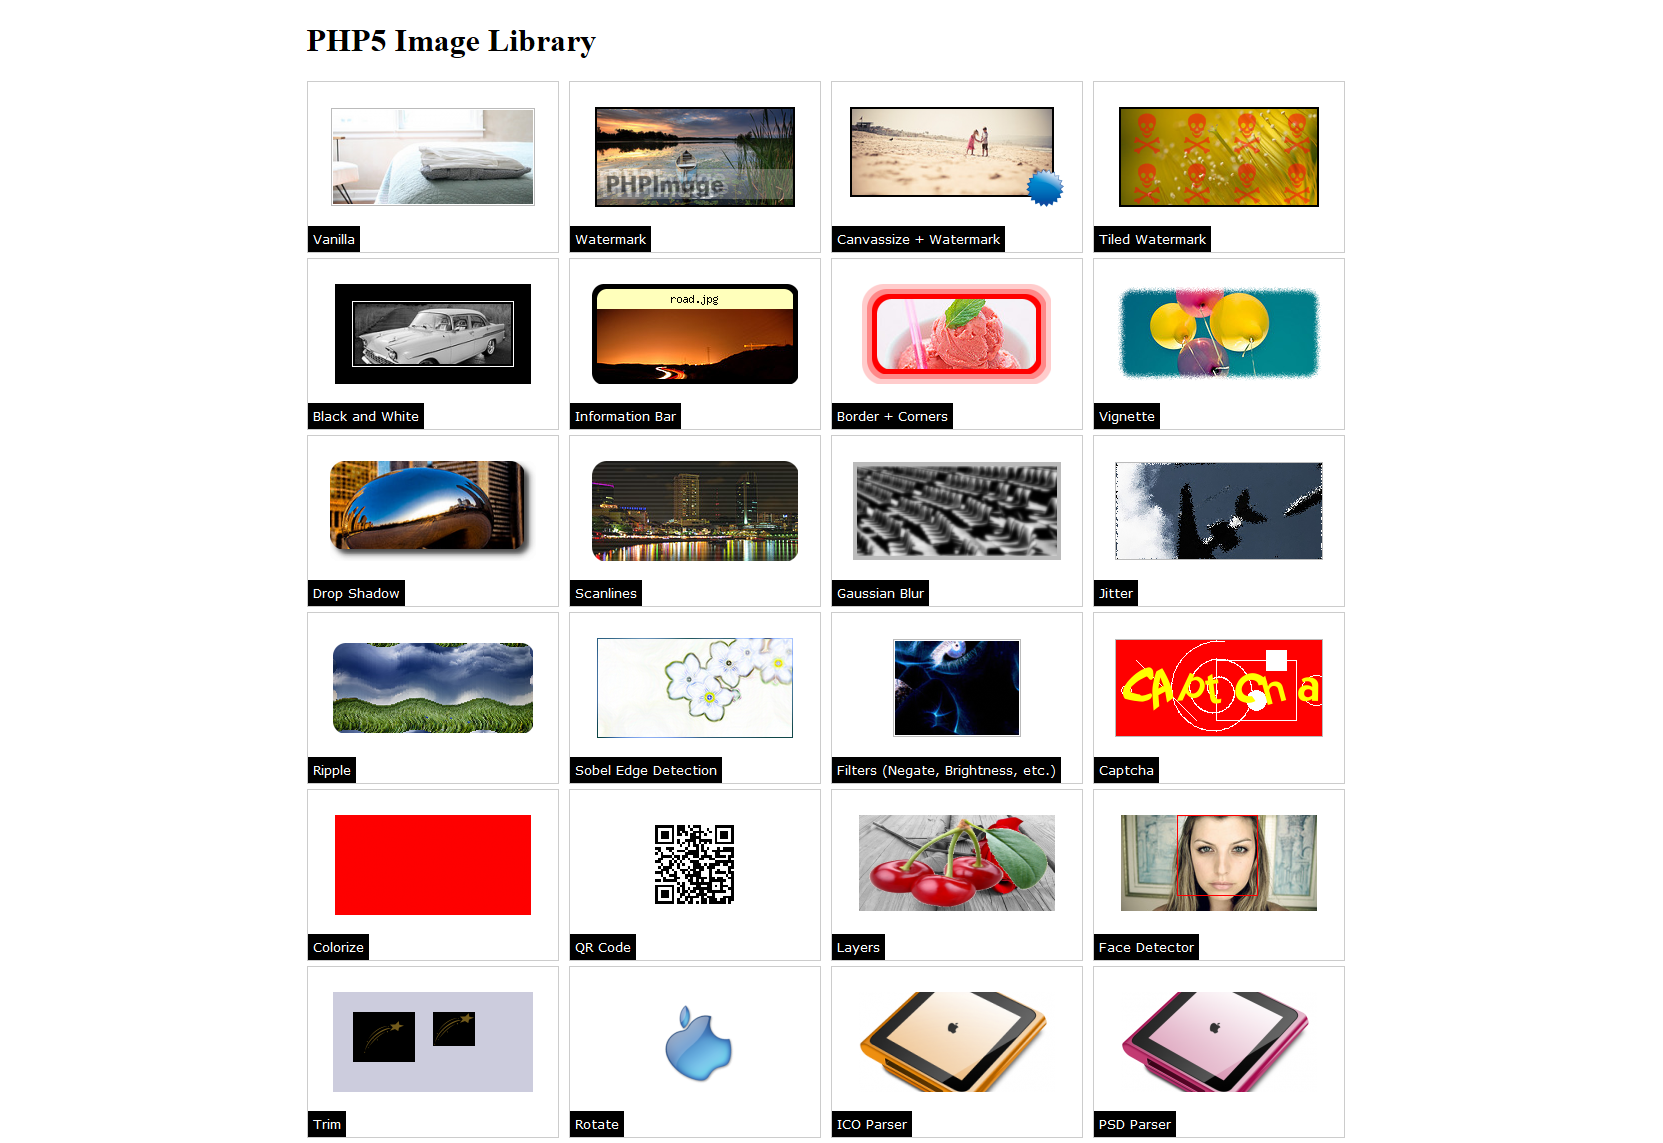 PHP5 Image Library
PHPImage
Vanilla
Watermark
Canvassize + Watermark
Tiled Watermark
road.jpg
Black and White
Information Bar
Border + Corners
Vignette
Drop Shadow
Scanlines
Gaussian Blur
Jitter
CAptCha
Ripple
Sobel Edge Detection
Filters (Negate, Brightness, etc.)
Captcha
Colorize
QR Code
Layers
Face Detector
Trim
Rotate
ICO Parser
PSD Parser